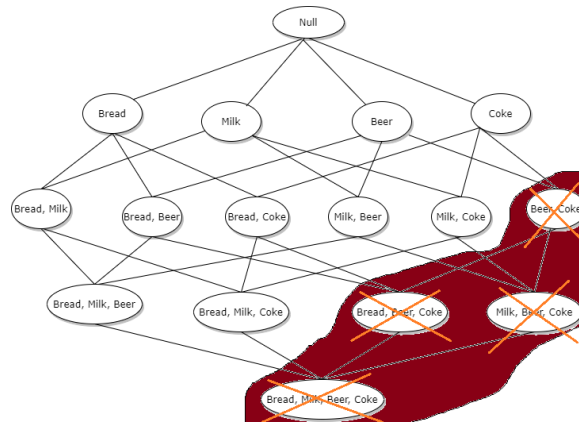 Null
Bread
Milk
Beer
Coke
Bread, Milk
Bread, Beer
Bread, Coke
Milk, Beer
Milk, Coke
Beer, Coke
Bread, Milk, Beer
Bread, Milk, Coke
Bread, Beer, Coke
Milk, Beer, Coke
Bread, Milk, Beer, Coke